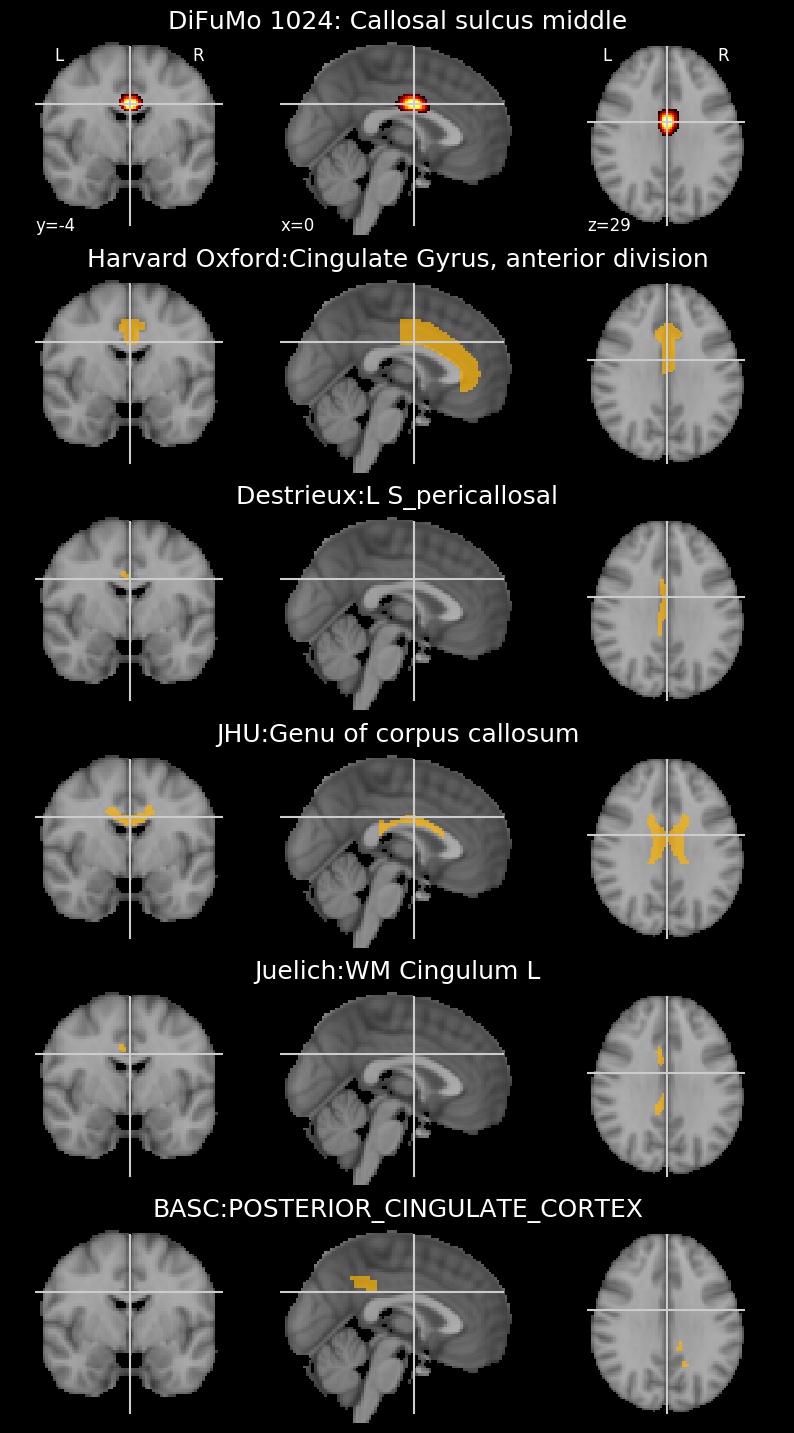 DiFuMo 1024: Callosal sulcus middle
L R L R
y=-4 x=0 z=29
Harvard Oxford:Cingulate Gyrus, anterior division
Destrieux:L S_pericallosal
JHU:Genu of corpus callosum
Juelich:WM Cingulum L
BASC:POSTERIOR_CINGULATE_CORTEX